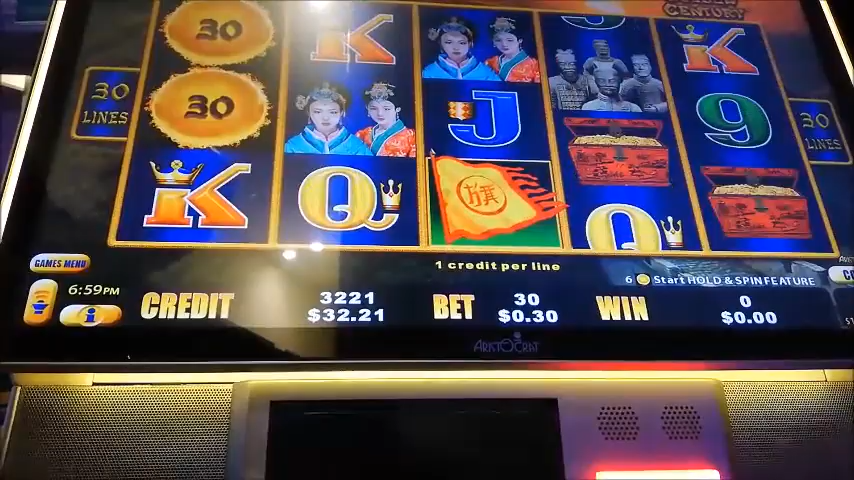 CENTURY
30
K
J
K
30 LINES
30
J
9
30 LINES
K
Q
旗
Q
GAMES MENU
1 credit per line
6 Start HOLD & SPIN FEATURE
6:59PM
CREDIT
3221
$32.21
BET
30
$0.30
WIN
0
$0.00
i
ARISTOCRAT